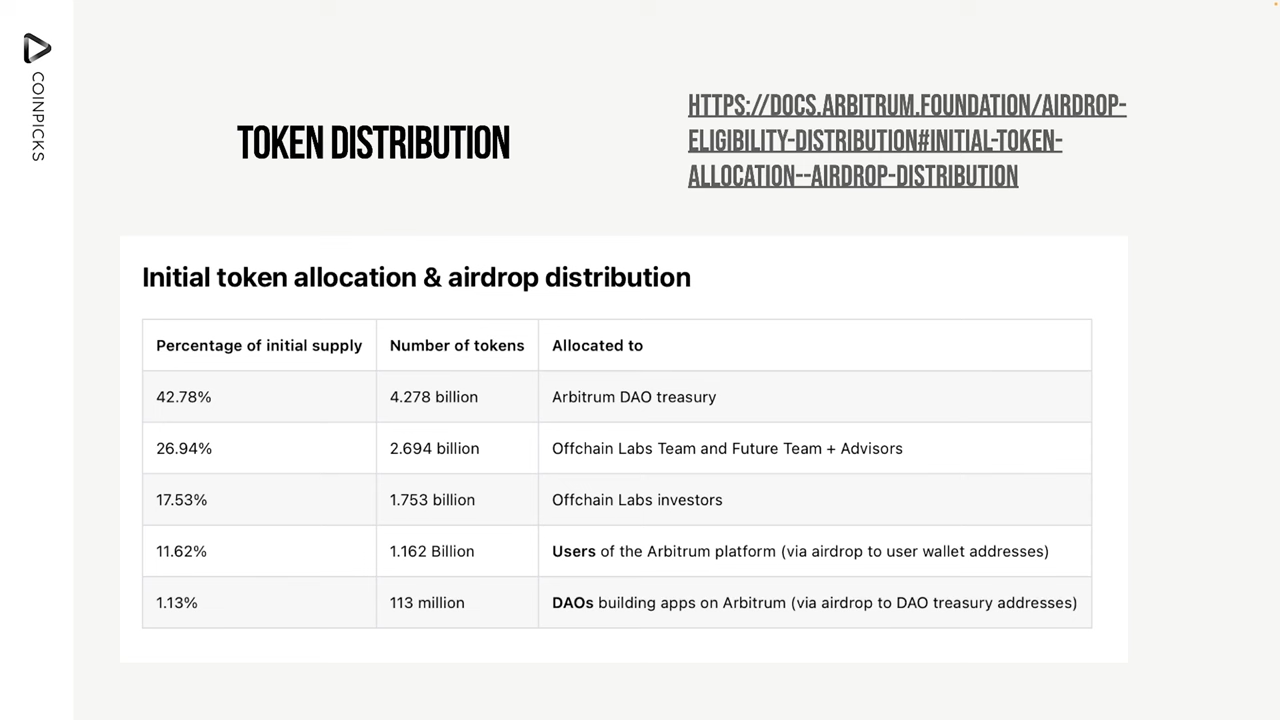 COINPICKS
TOKEN DISTRIBUTION
HTTPS://DOCS.ARBITRUM.FOUNDATION/AIRDROP-
ELIGIBILITY-DISTRIBUTION#INITIAL-TOKEN-
ALLOCATION--AIRDROP-DISTRIBUTION
Initial token allocation & airdrop distribution
Percentage of initial supply Number of tokens Allocated to
42.78% 4.278 billion Arbitrum DAO treasury
26.94% 2.694 billion Offchain Labs Team and Future Team + Advisors
17.53% 1.753 billion Offchain Labs investors
11.62% 1.162 Billion Users of the Arbitrum platform (via airdrop to user wallet addresses)
1.13% 113 million DAOs building apps on Arbitrum (via airdrop to DAO treasury addresses)